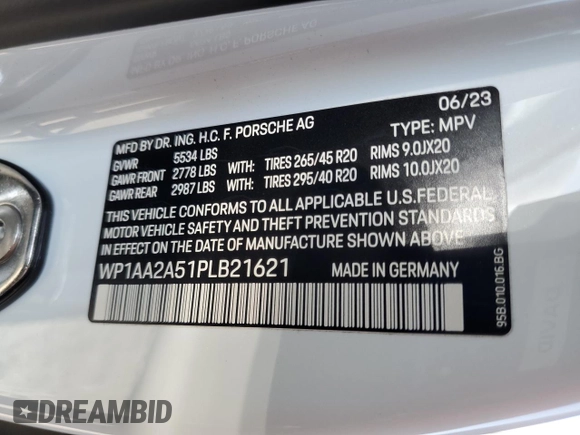 06/23
MFD BY DR. ING. H.C. F. PORSCHE AG TYPE: MPV
GVWR 5534 LBS
GAWR FRONT 2778 LBS WITH: TIRES 265/45 R20 RIMS 9.0JX20
GAWR REAR 2987 LBS WITH: TIRES 295/40 R20 RIMS 10.0JX20
THIS VEHICLE CONFORMS TO ALL APPLICABLE U.S.FEDERAL
MOTOR VEHICLE SAFETY AND THEFT PREVENTION STANDARDS
IN EFFECT ON THE DATE OF MANUFACTURE SHOWN ABOVE.
WP1AA2A51PLB21621 MADE IN GERMANY
95B.010.016.BG
DREAMBID